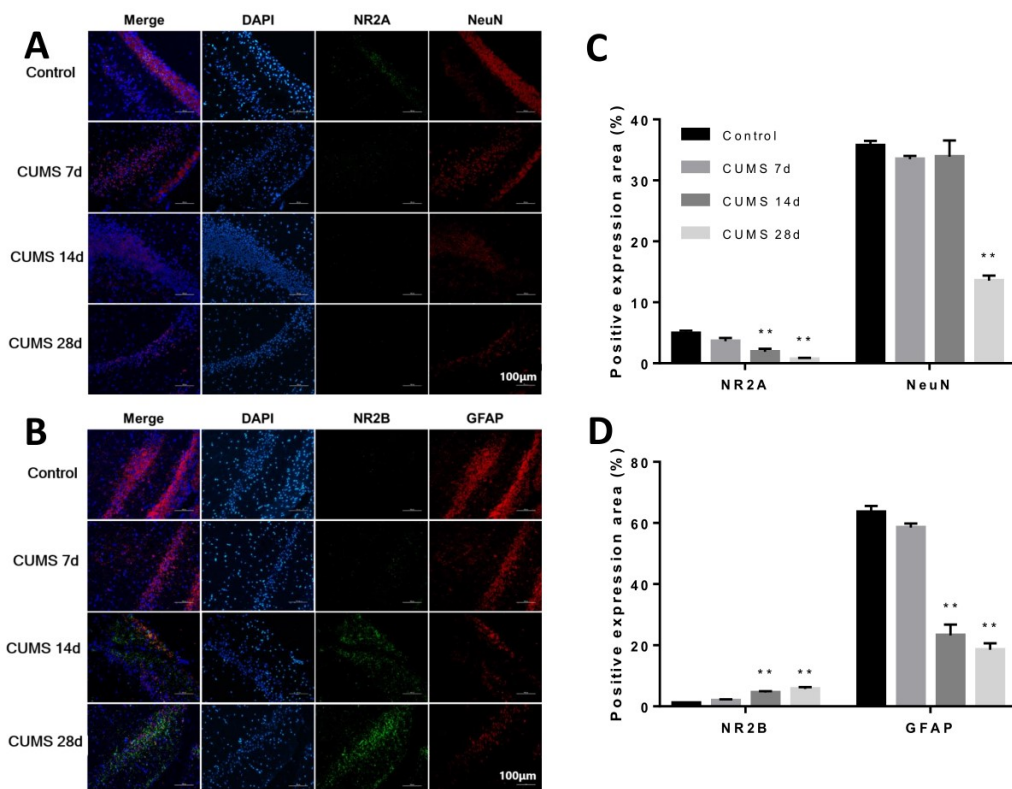 A
Merge DAPI NR2A NeuN
Control
CUMS 7d
CUMS 14d
CUMS 28d
100μm
B
Merge DAPI NR2B GFAP
Control
CUMS 7d
CUMS 14d
CUMS 28d
100μm
C
Positive expression area (%)
40
30
20
10
0
Control
CUMS 7d
CUMS 14d
CUMS 28d
** ** **
NR2A NeuN
D
Positive expression area (%)
80
60
40
20
0
** ** ** **
NR2B GFAP